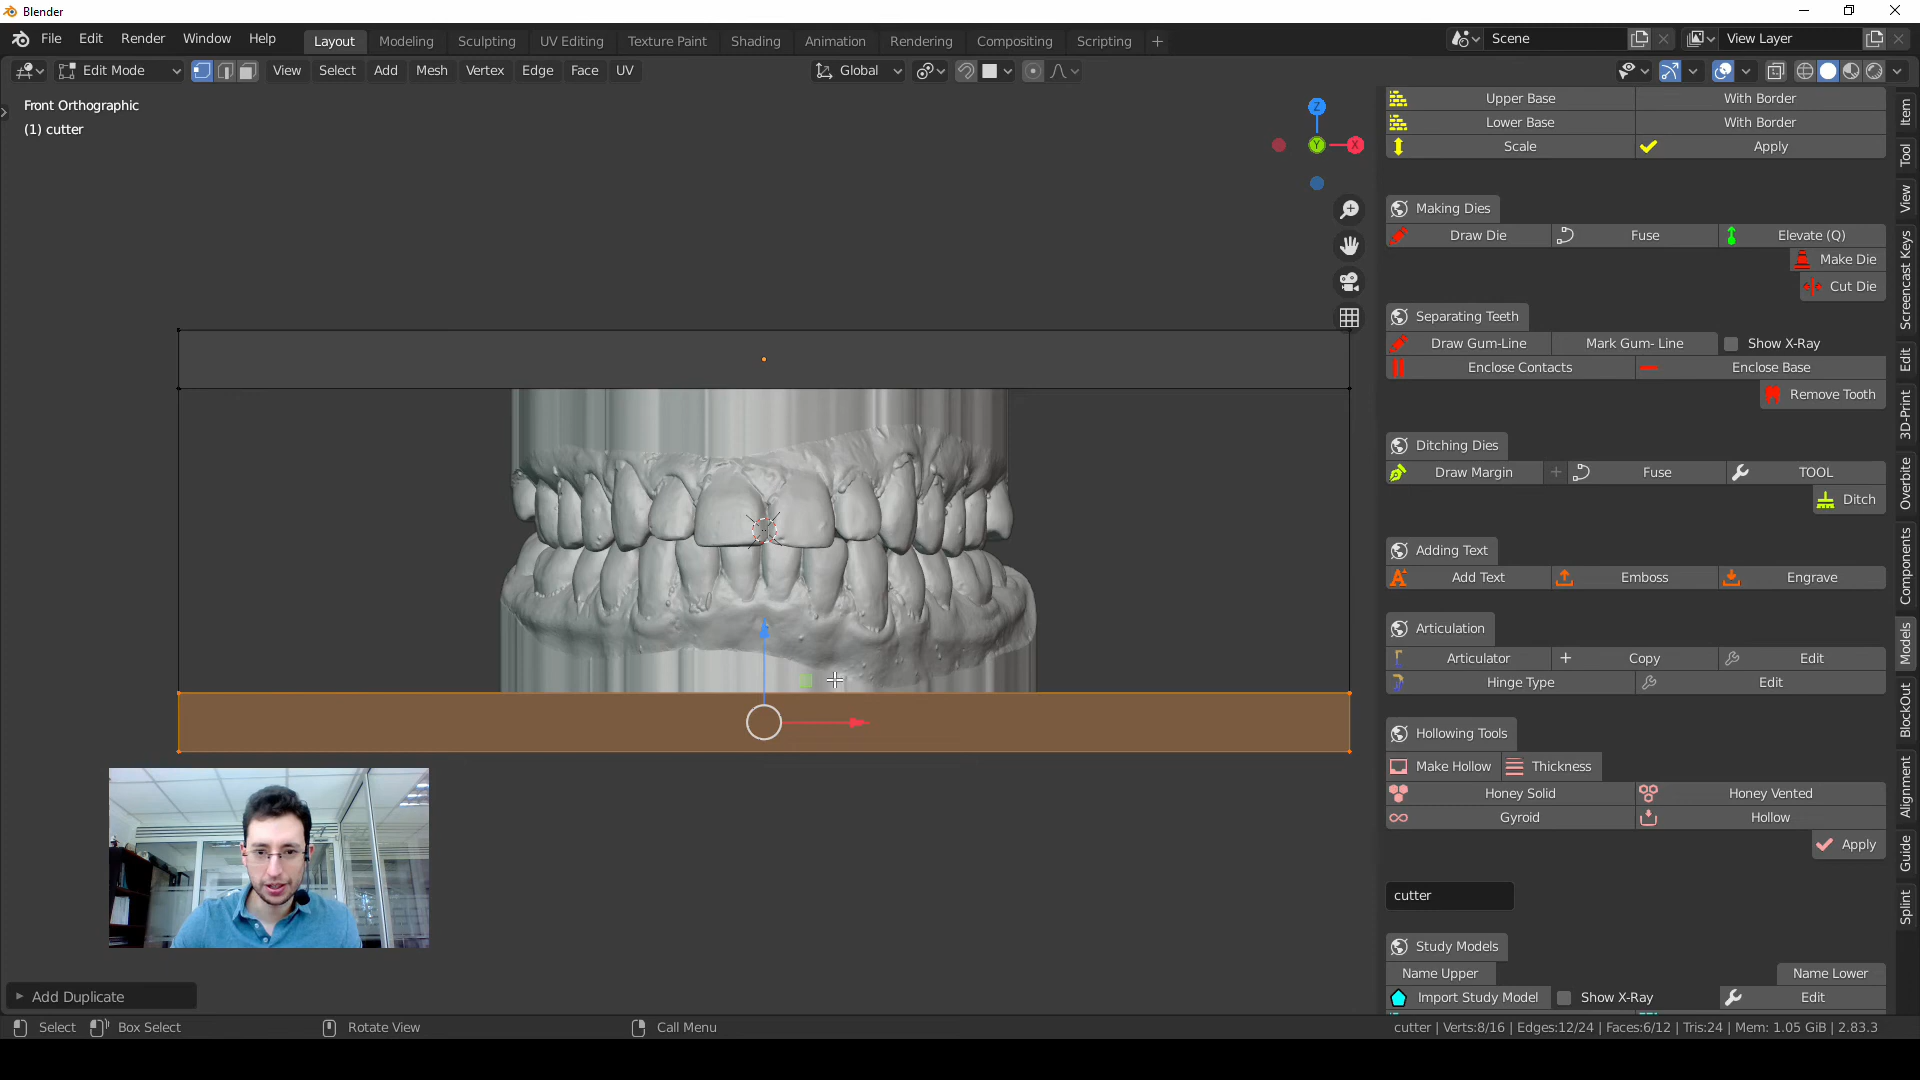 Blender
File Edit Render Window Help Layout Modeling Sculpting UV Editing Texture Paint Shading Animation Rendering Compositing Scripting + Scene View Layer
Edit Mode View Select Add Mesh Vertex Edge Face UV Global
Front Orthographic
(1) cutter
Z
Y
X
Upper Base With Border
Lower Base With Border
Scale Apply
Making Dies
Draw Die Fuse Elevate (Q)
Make Die
Cut Die
Separating Teeth
Draw Gum-Line Mark Gum- Line Show X-Ray
Enclose Contacts Enclose Base
Remove Tooth
Ditching Dies
Draw Margin + Fuse TOOL
Ditch
Adding Text
Add Text Emboss Engrave
Articulation
Articulator Copy Edit
Hinge Type Edit
Hollowing Tools
Make Hollow Thickness
Honey Solid Honey Vented
Gyroid Hollow
Apply
cutter
Study Models
Name Upper Name Lower
Import Study Model Show X-Ray Edit
Item
Tool
View
Screencast Keys
Edit
3D-Print
Overbite
Components
Models
BlockOut
Alignment
Guide
Splint
Add Duplicate
Select Box Select Rotate View Call Menu cutter | Verts:8/16 | Edges:12/24 | Faces:6/12 | Tris:24 | Mem: 1.05 GiB | 2.83.3